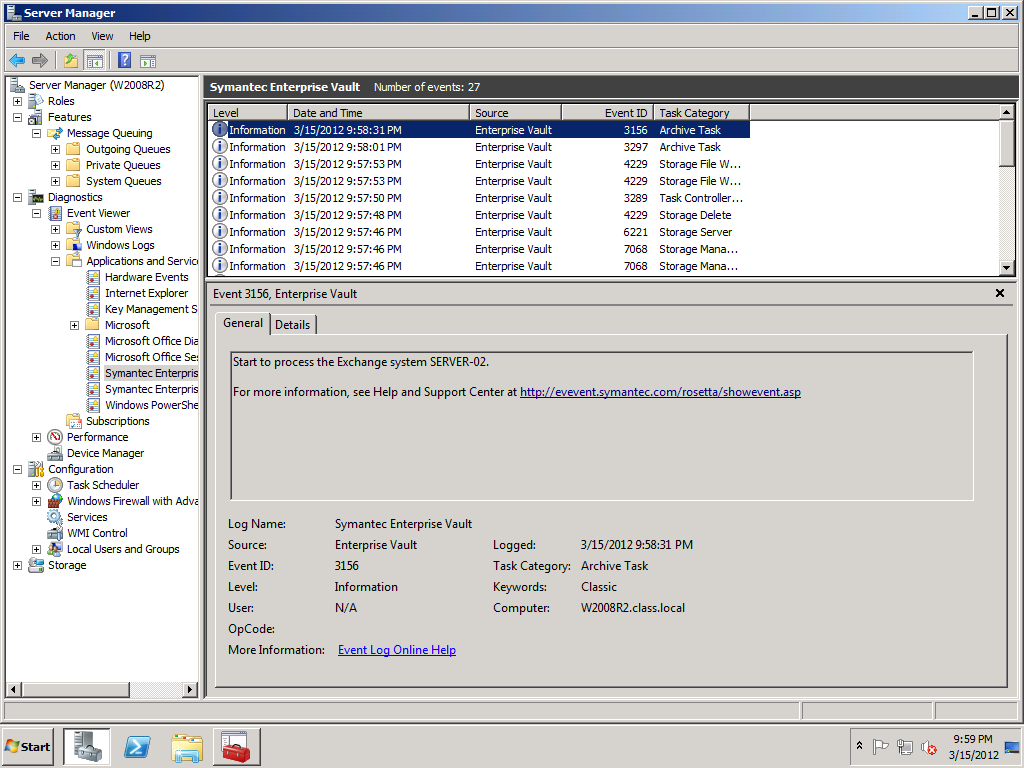 Server Manager
File Action View Help
Server Manager (W2008R2)
Roles
Features
Message Queuing
Outgoing Queues
Private Queues
System Queues
Diagnostics
Event Viewer
Custom Views
Windows Logs
Applications and Service
Hardware Events
Internet Explorer
Key Management S
Microsoft
Microsoft Office Dia
Microsoft Office Ses
Symantec Enterpris
Symantec Enterpris
Windows PowerShe
Subscriptions
Performance
Device Manager
Configuration
Task Scheduler
Windows Firewall with Adva
Services
WMI Control
Local Users and Groups
Storage
Symantec Enterprise Vault Number of events: 27
Level Date and Time Source Event ID Task Category
Information 3/15/2012 9:58:31 PM Enterprise Vault 3156 Archive Task
Information 3/15/2012 9:58:01 PM Enterprise Vault 3297 Archive Task
Information 3/15/2012 9:57:53 PM Enterprise Vault 4229 Storage File W...
Information 3/15/2012 9:57:53 PM Enterprise Vault 4229 Storage File W...
Information 3/15/2012 9:57:50 PM Enterprise Vault 3289 Task Controller...
Information 3/15/2012 9:57:48 PM Enterprise Vault 4229 Storage Delete
Information 3/15/2012 9:57:46 PM Enterprise Vault 6221 Storage Server
Information 3/15/2012 9:57:46 PM Enterprise Vault 7068 Storage Mana...
Information 3/15/2012 9:57:46 PM Enterprise Vault 7068 Storage Mana...
Event 3156, Enterprise Vault
General Details
Start to process the Exchange system SERVER-02.
For more information, see Help and Support Center at http://evevent.symantec.com/rosetta/showevent.asp
Log Name: Symantec Enterprise Vault
Source: Enterprise Vault Logged: 3/15/2012 9:58:31 PM
Event ID: 3156 Task Category: Archive Task
Level: Information Keywords: Classic
User: N/A Computer: W2008R2.class.local
OpCode:
More Information: Event Log Online Help
Start
9:59 PM
3/15/2012